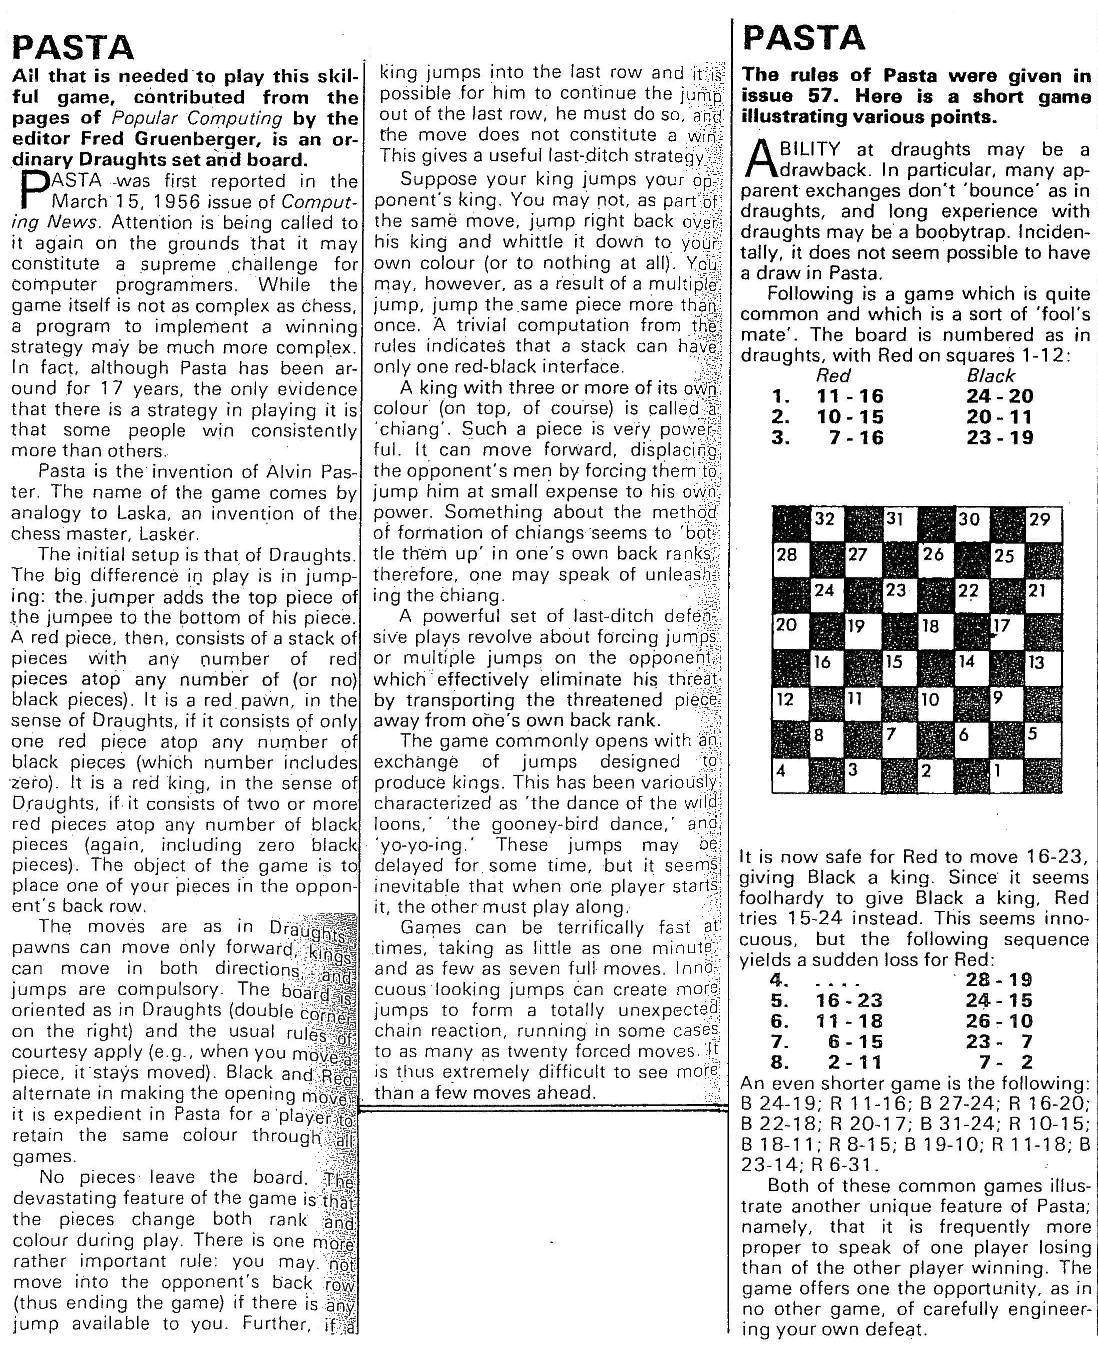 PASTA
All that is needed to play this skil-
ful game, contributed from the
pages of Popular Computing by the
editor Fred Gruenberger, is an or-
dinary Draughts set and board.
PASTA was first reported in the
March 15, 1956 issue of Comput-
ing News. Attention is being called to
it again on the grounds that it may
constitute a supreme challenge for
computer programmers. While the
game itself is not as complex as chess,
a program to implement a winning
strategy may be much more complex.
In fact, although Pasta has been ar-
ound for 17 years, the only evidence
that there is a strategy in playing it is
that some people win consistently
more than others.
Pasta is the invention of Alvin Pas-
ter. The name of the game comes by
analogy to Laska, an invention of the
chess master, Lasker.
The initial setup is that of Draughts.
The big difference in play is in jump-
ing: the jumper adds the top piece of
the jumpee to the bottom of his piece.
A red piece, then, consists of a stack of
pieces with any number of red
pieces atop any number of (or no)
black pieces). It is a red pawn, in the
sense of Draughts, if it consists of only
one red piece atop any number of
black pieces (which number includes
zero). It is a red king, in the sense of
Draughts, if it consists of two or more
red pieces atop any number of black
pieces (again, including zero black
pieces). The object of the game is to
place one of your pieces in the oppon-
ent's back row.
The moves are as in Draughts,
pawns can move only forward, kings
can move in both directions, and
jumps are compulsory. The board is
oriented as in Draughts (double corner
on the right) and the usual rules of
courtesy apply (e.g., when you move a
piece, it stays moved). Black and Red
alternate in making the opening move,
it is expedient in Pasta for a player to
retain the same colour through all
games.
No pieces leave the board. The
devastating feature of the game is that
the pieces change both rank and
colour during play. There is one more
rather important rule: you may not
move into the opponent's back row
(thus ending the game) if there is any
jump available to you. Further, if a
king jumps into the last row and it is
possible for him to continue the jump
out of the last row, he must do so, and
the move does not constitute a win.
This gives a useful last-ditch strategy.
Suppose your king jumps your op-
ponent's king. You may not, as part of
the same move, jump right back over
his king and whittle it down to your
own colour (or to nothing at all). You
may, however, as a result of a multiple
jump, jump the same piece more than
once. A trivial computation from the
rules indicates that a stack can have
only one red-black interface.
A king with three or more of its own
colour (on top, of course) is called a
'chiang'. Such a piece is very power-
ful. It can move forward, displacing
the opponent's men by forcing them to
jump him at small expense to his own
power. Something about the method
of formation of chiangs seems to 'bot-
tle them up' in one's own back ranks;
therefore, one may speak of unleash-
ing the chiang.
A powerful set of last-ditch defen-
sive plays revolve about forcing jumps
or multiple jumps on the opponent,
which effectively eliminate his threat
by transporting the threatened piece
away from one's own back rank.
The game commonly opens with an
exchange of jumps designed to
produce kings. This has been variously
characterized as 'the dance of the wild
loons,' 'the gooney-bird dance,' and
'yo-yo-ing.' These jumps may be
delayed for some time, but it seems
inevitable that when one player starts
it, the other must play along.
Games can be terrifically fast at
times, taking as little as one minute,
and as few as seven full moves. Inno-
cuous looking jumps can create more
jumps to form a totally unexpected
chain reaction, running in some cases
to as many as twenty forced moves. It
is thus extremely difficult to see more
than a few moves ahead.
PASTA
The rules of Pasta were given in
issue 57. Here is a short game
illustrating various points.
ABILITY at draughts may be a
drawback. In particular, many ap-
parent exchanges don't 'bounce' as in
draughts, and long experience with
draughts may be a boobytrap. Inciden-
tally, it does not seem possible to have
a draw in Pasta.
Following is a game which is quite
common and which is a sort of 'fool's
mate'. The board is numbered as in
draughts, with Red on squares 1-12:
Red Black
1. 11-16 24-20
2. 10-15 20-11
3. 7-16 23-19
32 31 30 29
28 27 26 25
24 23 22 21
20 19 18 17
16 15 14 13
12 11 10 9
8 7 6 5
4 3 2 1
It is now safe for Red to move 16-23,
giving Black a king. Since it seems
foolhardy to give Black a king, Red
tries 15-24 instead. This seems inno-
cuous, but the following sequence
yields a sudden loss for Red:
4. .... 28-19
5. 16-23 24-15
6. 11-18 26-10
7. 6-15 23- 7
8. 2-11 7- 2
An even shorter game is the following:
B 24-19; R 11-16; B 27-24; R 16-20;
B 22-18; R 20-17; B 31-24; R 10-15;
B 18-11; R 8-15; B 19-10; R 11-18; B
23-14; R 6-31.
Both of these common games illus-
trate another unique feature of Pasta;
namely, that it is frequently more
proper to speak of one player losing
than of the other player winning. The
game offers one the opportunity, as in
no other game, of carefully engineer-
ing your own defeat.